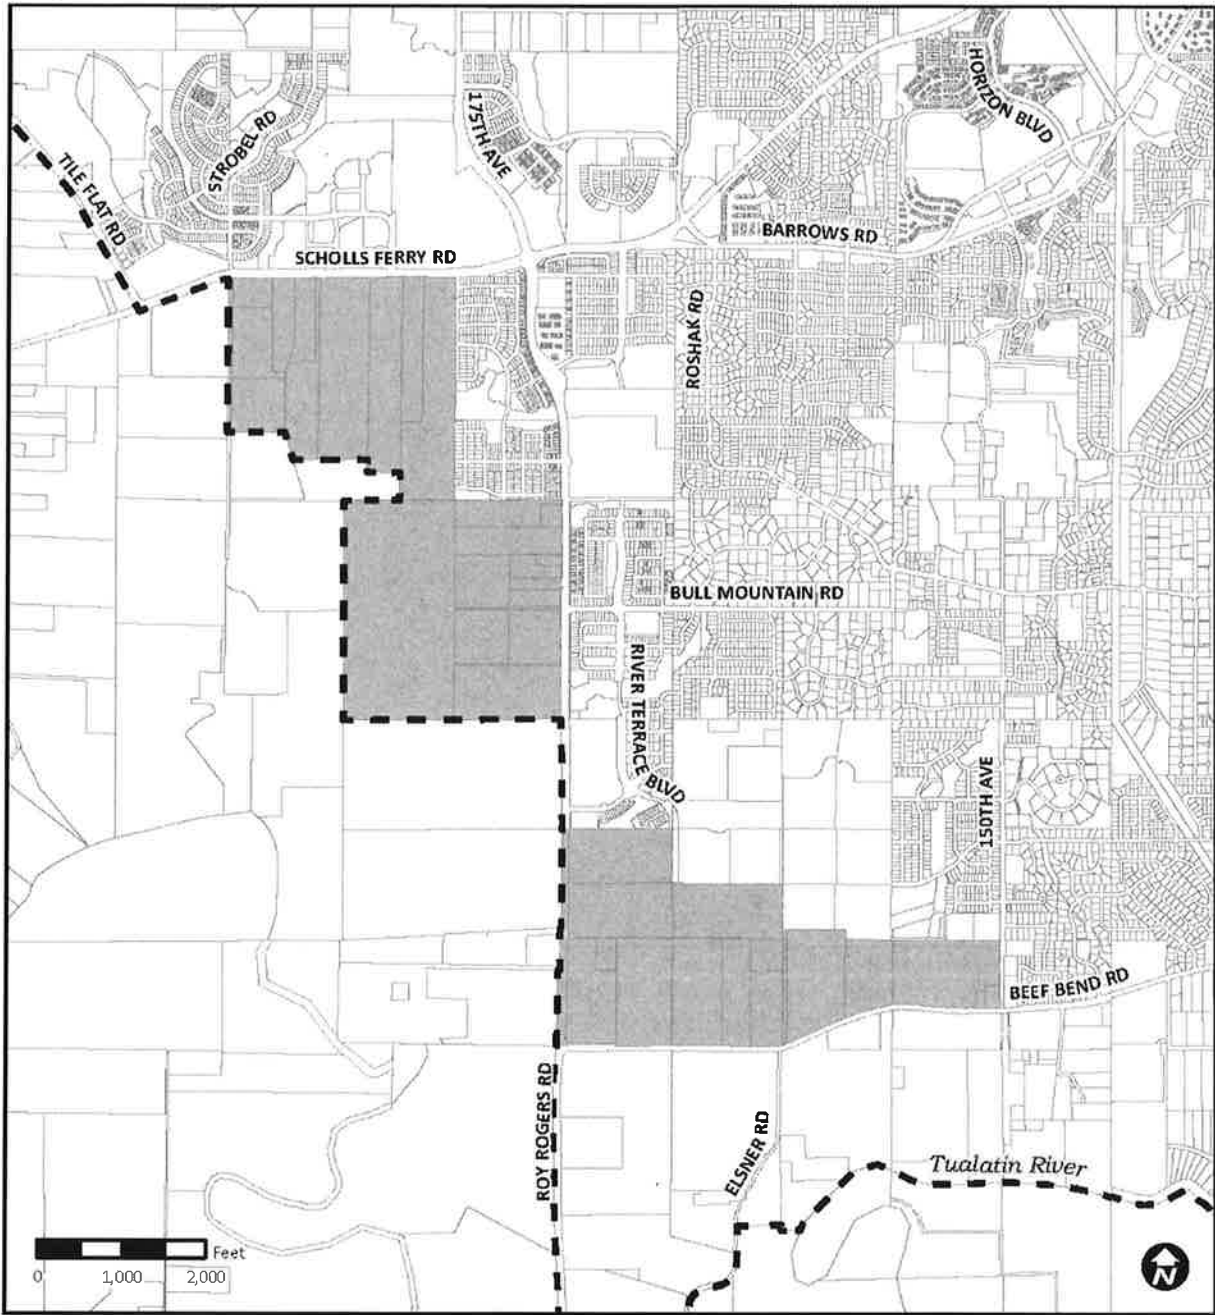 HORIZON BLVD
175TH AVE
STROBEL RD
TILE FLAT RD
BARROWS RD
SCHOLLS FERRY RD
ROSHAK RD
BULL MOUNTAIN RD
RIVER TERRACE BLVD
150TH AVE
BEEF BEND RD
ROY ROGERS RD
ELSNER RD
Tualatin River
Feet
0 1,000 2,000
N